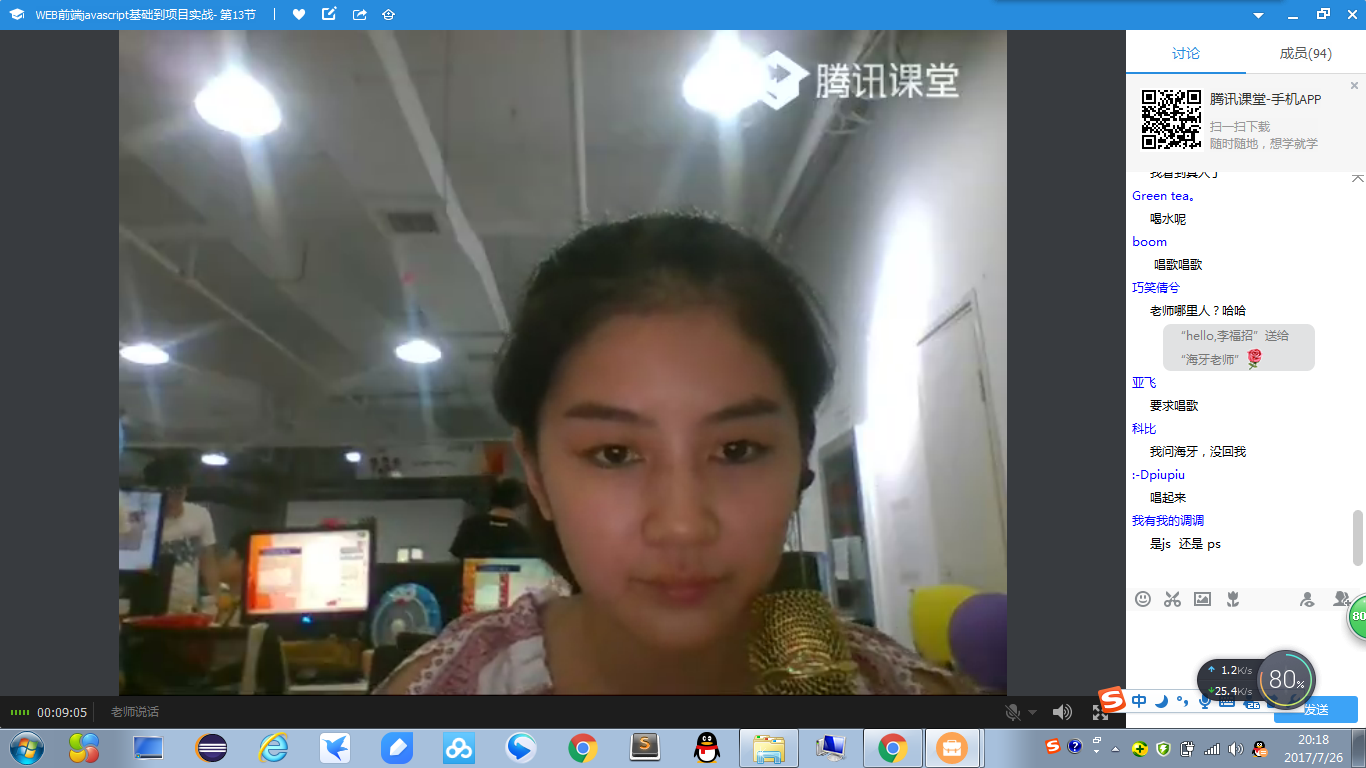 WEB前端javascript基础到项目实战- 第13节
腾讯课堂
讨论
成员(94)
腾讯课堂-手机APP
扫一扫下载
随时随地，想学就学
我看到真人了
Green tea。
喝水呢
boom
唱歌唱歌
巧笑倩兮
老师哪里人？哈哈
“hello,李福招” 送给
“海牙老师”
亚飞
要求唱歌
科比
我问海牙，没回我
:-Dpiupiu
唱起来
我有我的调调
是js 还是 ps
80
1.2K/s
25.4K/s
80%
中
发送
00:09:05
老师说话
20:18
2017/7/26